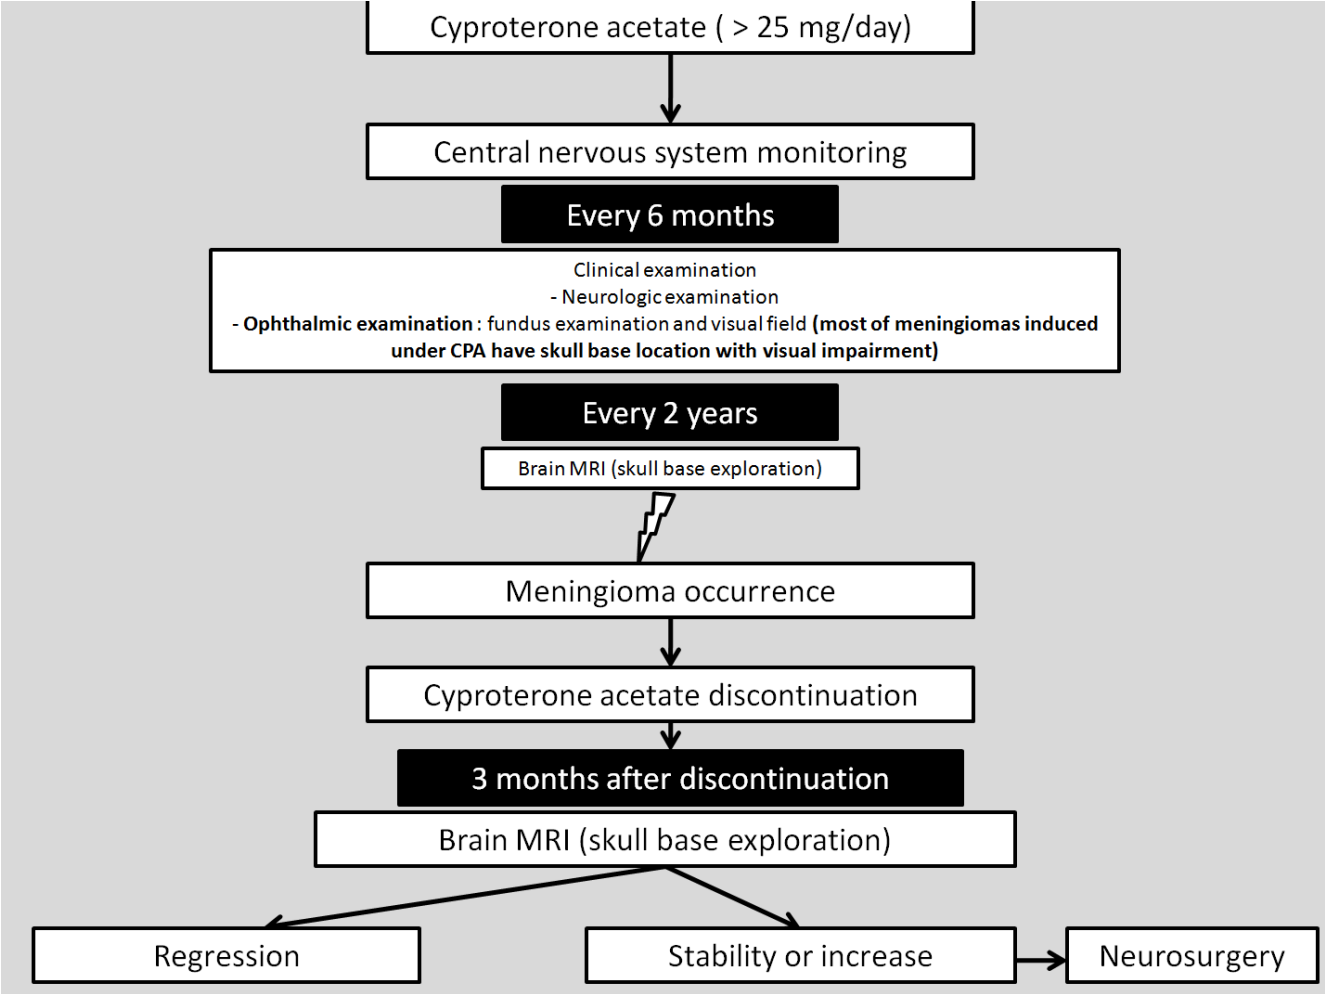 Cyproterone acetate ( > 25 mg/day)
Central nervous system monitoring
Every 6 months
Clinical examination
- Neurologic examination
- Ophthalmic examination : fundus examination and visual field (most of meningiomas induced
under CPA have skull base location with visual impairment)
Every 2 years
Brain MRI (skull base exploration)
Meningioma occurrence
Cyproterone acetate discontinuation
3 months after discontinuation
Brain MRI (skull base exploration)
Regression
Stability or increase
Neurosurgery